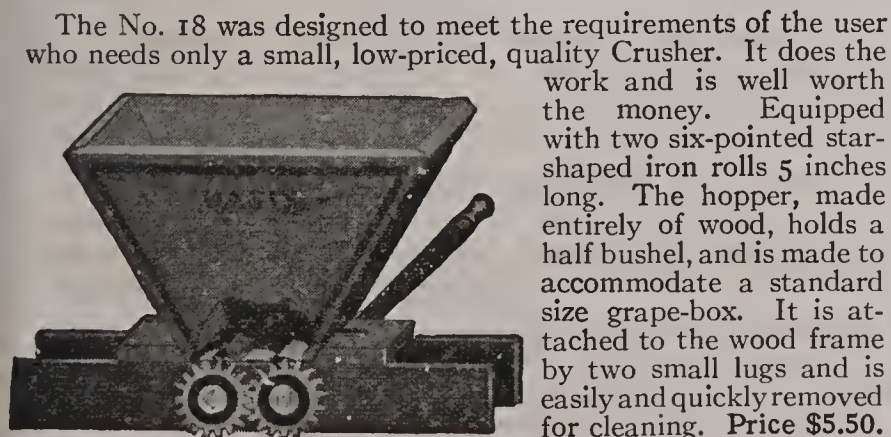 The No. 18 was designed to meet the requirements of the user
who needs only a small, low-priced, quality Crusher. It does the
work and is well worth
the money. Equipped
with two six-pointed star-
shaped iron rolls 5 inches
long. The hopper, made
entirely of wood, holds a
half bushel, and is made to
accommodate a standard
size grape-box. It is at-
tached to the wood frame
by two small lugs and is
easily and quickly removed
for cleaning. Price $5.50.